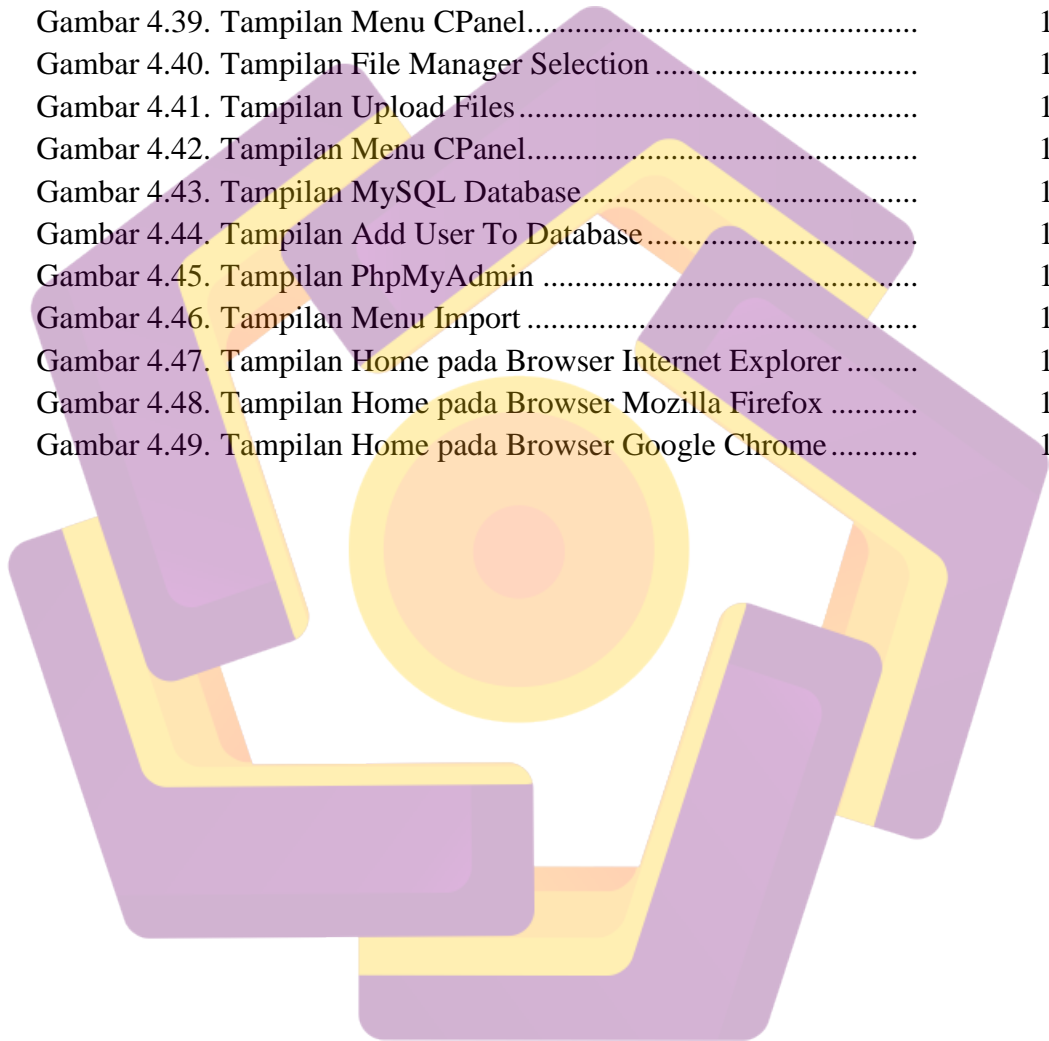 Gambar 4.39. Tampilan Menu CPanel................................................ 1
Gambar 4.40. Tampilan File Manager Selection ................................ 1
Gambar 4.41. Tampilan Upload Files ................................................. 1
Gambar 4.42. Tampilan Menu CPanel................................................ 1
Gambar 4.43. Tampilan MySQL Database......................................... 1
Gambar 4.44. Tampilan Add User To Database ................................. 1
Gambar 4.45. Tampilan PhpMyAdmin .............................................. 1
Gambar 4.46. Tampilan Menu Import ................................................ 1
Gambar 4.47. Tampilan Home pada Browser Internet Explorer ......... 1
Gambar 4.48. Tampilan Home pada Browser Mozilla Firefox ........... 1
Gambar 4.49. Tampilan Home pada Browser Google Chrome ........... 1